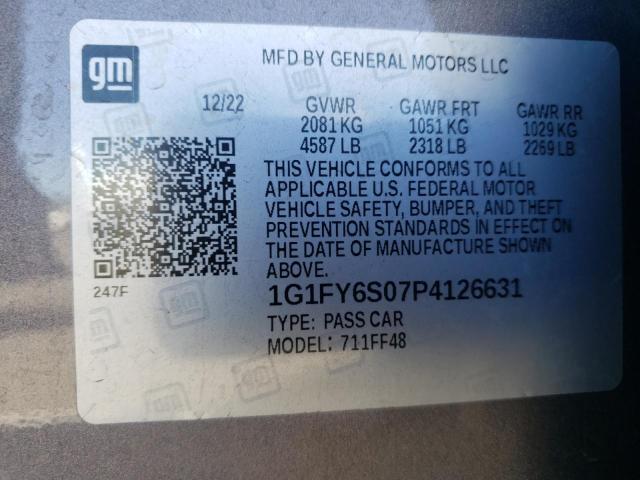 gm
MFD BY GENERAL MOTORS LLC
12/22 GVWR GAWR FRT GAWR RR
2081 KG 1051 KG 1029 KG
4587 LB 2318 LB 2269 LB
THIS VEHICLE CONFORMS TO ALL
APPLICABLE U.S. FEDERAL MOTOR
VEHICLE SAFETY, BUMPER, AND THEFT
PREVENTION STANDARDS IN EFFECT ON
THE DATE OF MANUFACTURE SHOWN
ABOVE.
247F
1G1FY6S07P4126631
TYPE: PASS CAR
MODEL: 711FF48